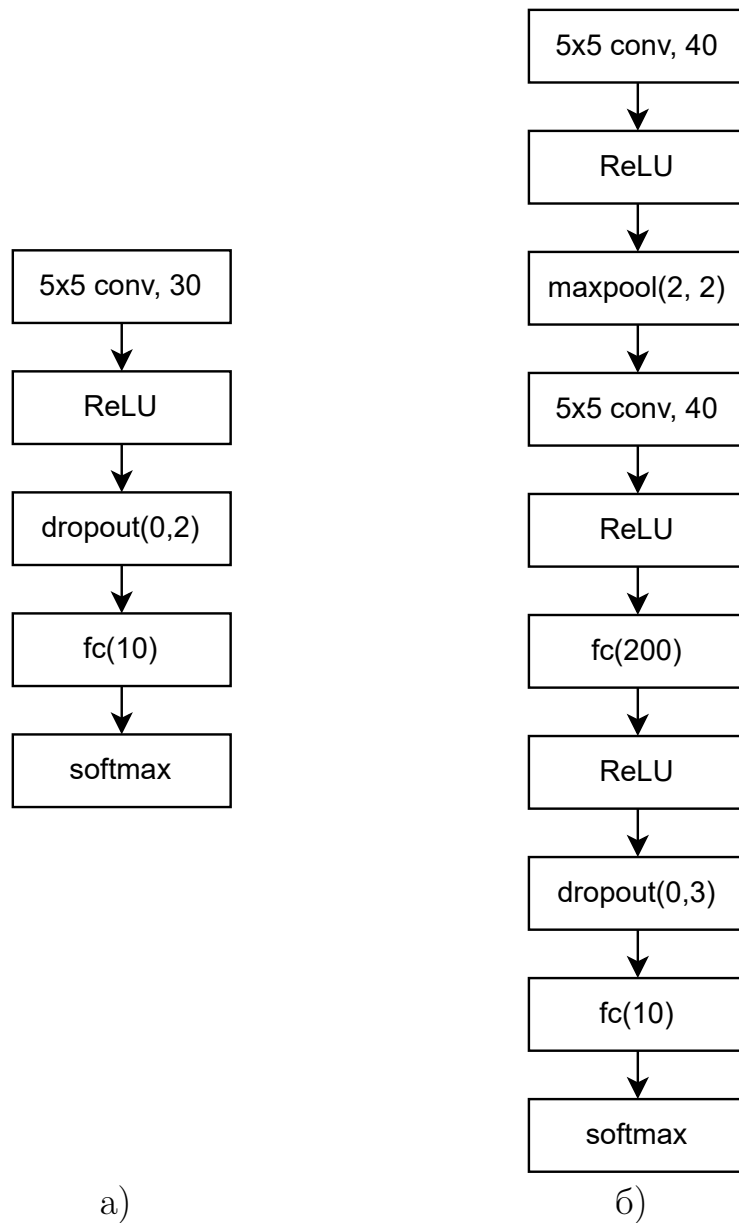 5x5 conv, 30
ReLU
dropout(0,2)
fc(10)
softmax
а)
5x5 conv, 40
ReLU
maxpool(2, 2)
5x5 conv, 40
ReLU
fc(200)
ReLU
dropout(0,3)
fc(10)
softmax
б)